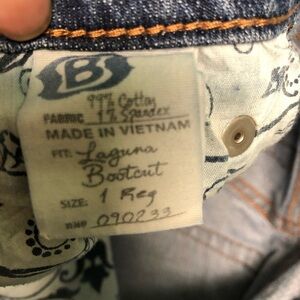 B
99% Cotton
FABRIC 1% Spandex
MADE IN VIETNAM
FIT: Laguna
Bootcut
SIZE: 1 Reg
RN# 090233